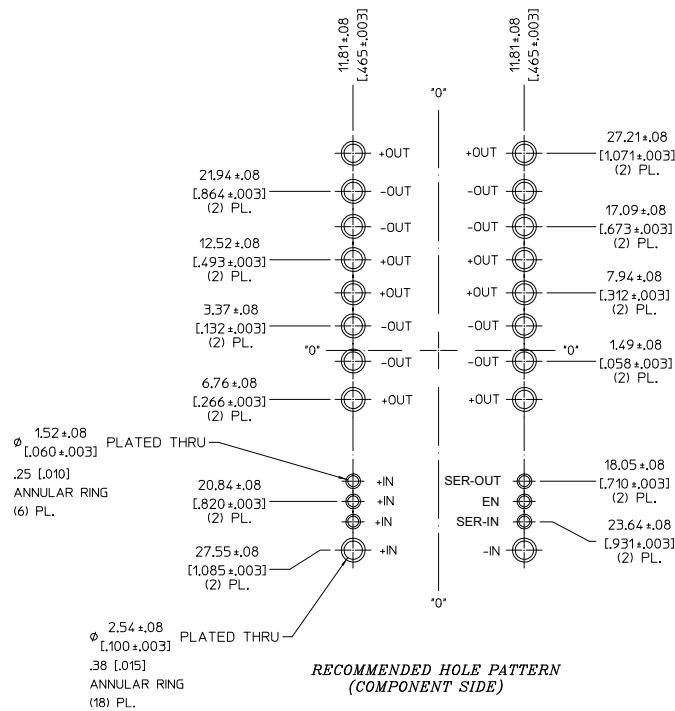 11.81±.08
[.465±.003]
11.81±.08
[.465±.003]
"0"
+OUT
+OUT
27.21±.08
[1.071±.003]
(2) PL.
21.94±.08
[.864±.003]
(2) PL.
-OUT
-OUT
-OUT
-OUT
17.09±.08
[.673±.003]
(2) PL.
12.52±.08
[.493±.003]
(2) PL.
+OUT
+OUT
+OUT
+OUT
7.94±.08
[.312±.003]
(2) PL.
3.37±.08
[.132±.003]
(2) PL.
-OUT
-OUT
"0"
"0"
-OUT
-OUT
1.49±.08
[.058±.003]
(2) PL.
6.76±.08
[.266±.003]
(2) PL.
+OUT
+OUT
ø 1.52±.08 PLATED THRU
[.060±.003]
.25 [.010]
ANNULAR RING
(6) PL.
+IN
SER-OUT
18.05±.08
[.710±.003]
(2) PL.
20.84±.08
[.820±.003]
(2) PL.
+IN
EN
+IN
SER-IN
23.64±.08
[.931±.003]
(2) PL.
27.55±.08
[1.085±.003]
(2) PL.
+IN
-IN
"0"
ø 2.54±.08 PLATED THRU
[.100±.003]
.38 [.015]
ANNULAR RING
(18) PL.
RECOMMENDED HOLE PATTERN
(COMPONENT SIDE)